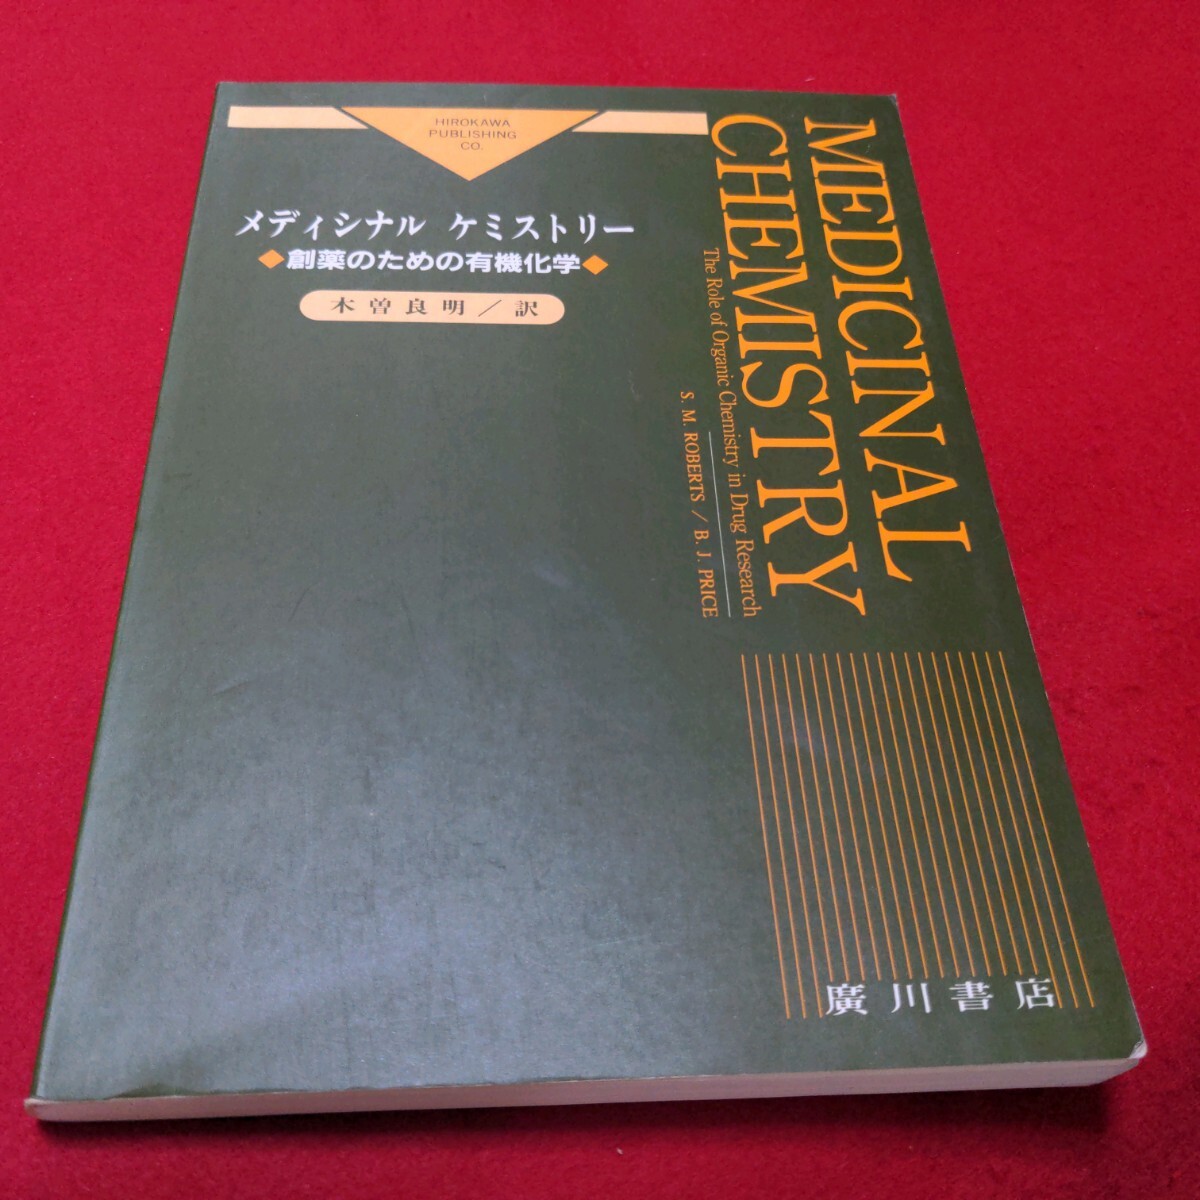 HIROKAWA
PUBLISHING
CO.
メディシナル ケミストリー
◆創薬のための有機化学◆
木曽良明／訳
MEDICINAL
CHEMISTRY
The Role of Organic Chemistry in Drug Research
S. M. ROBERTS / B. J. PRICE
廣川書店